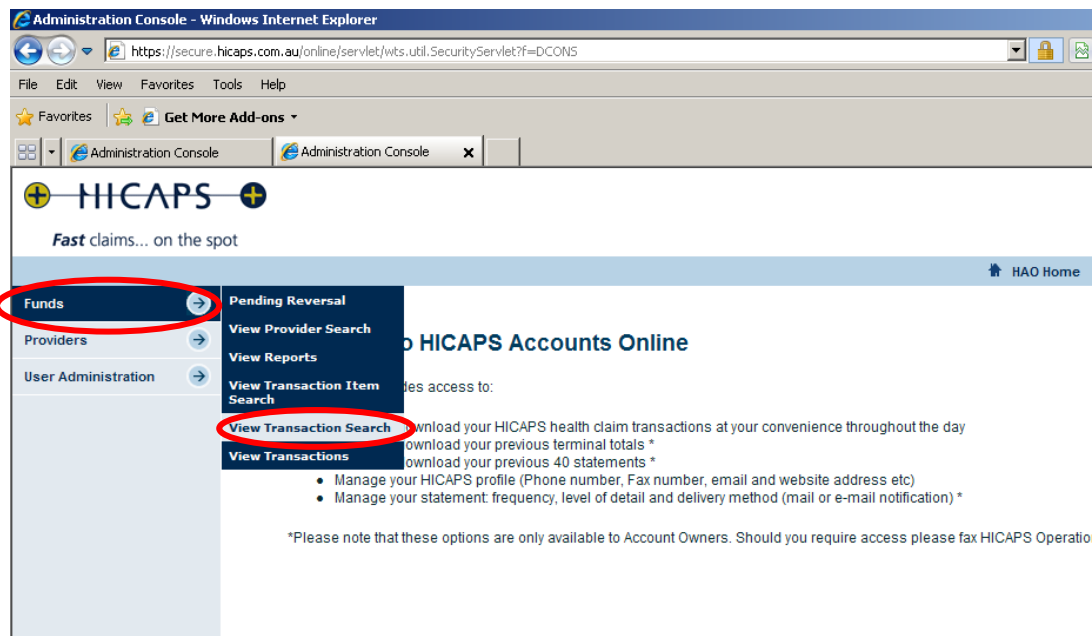 Administration Console - Windows Internet Explorer
https://secure.hicaps.com.au/online/servlet/wts.util.SecurityServlet?f=DCONS
File Edit View Favorites Tools Help
Favorites Get More Add-ons
Administration Console Administration Console x
HICAPS
Fast claims... on the spot
HAO Home
Funds
Providers
User Administration
Pending Reversal
View Provider Search
View Reports
View Transaction Item
Search
View Transaction Search
View Transactions
HICAPS Accounts Online
access to:
download your HICAPS health claim transactions at your convenience throughout the day
download your previous terminal totals *
download your previous 40 statements *
• Manage your HICAPS profile (Phone number, Fax number, email and website address etc)
• Manage your statement: frequency, level of detail and delivery method (mail or e-mail notification) *
*Please note that these options are only available to Account Owners. Should you require access please fax HICAPS Operatio